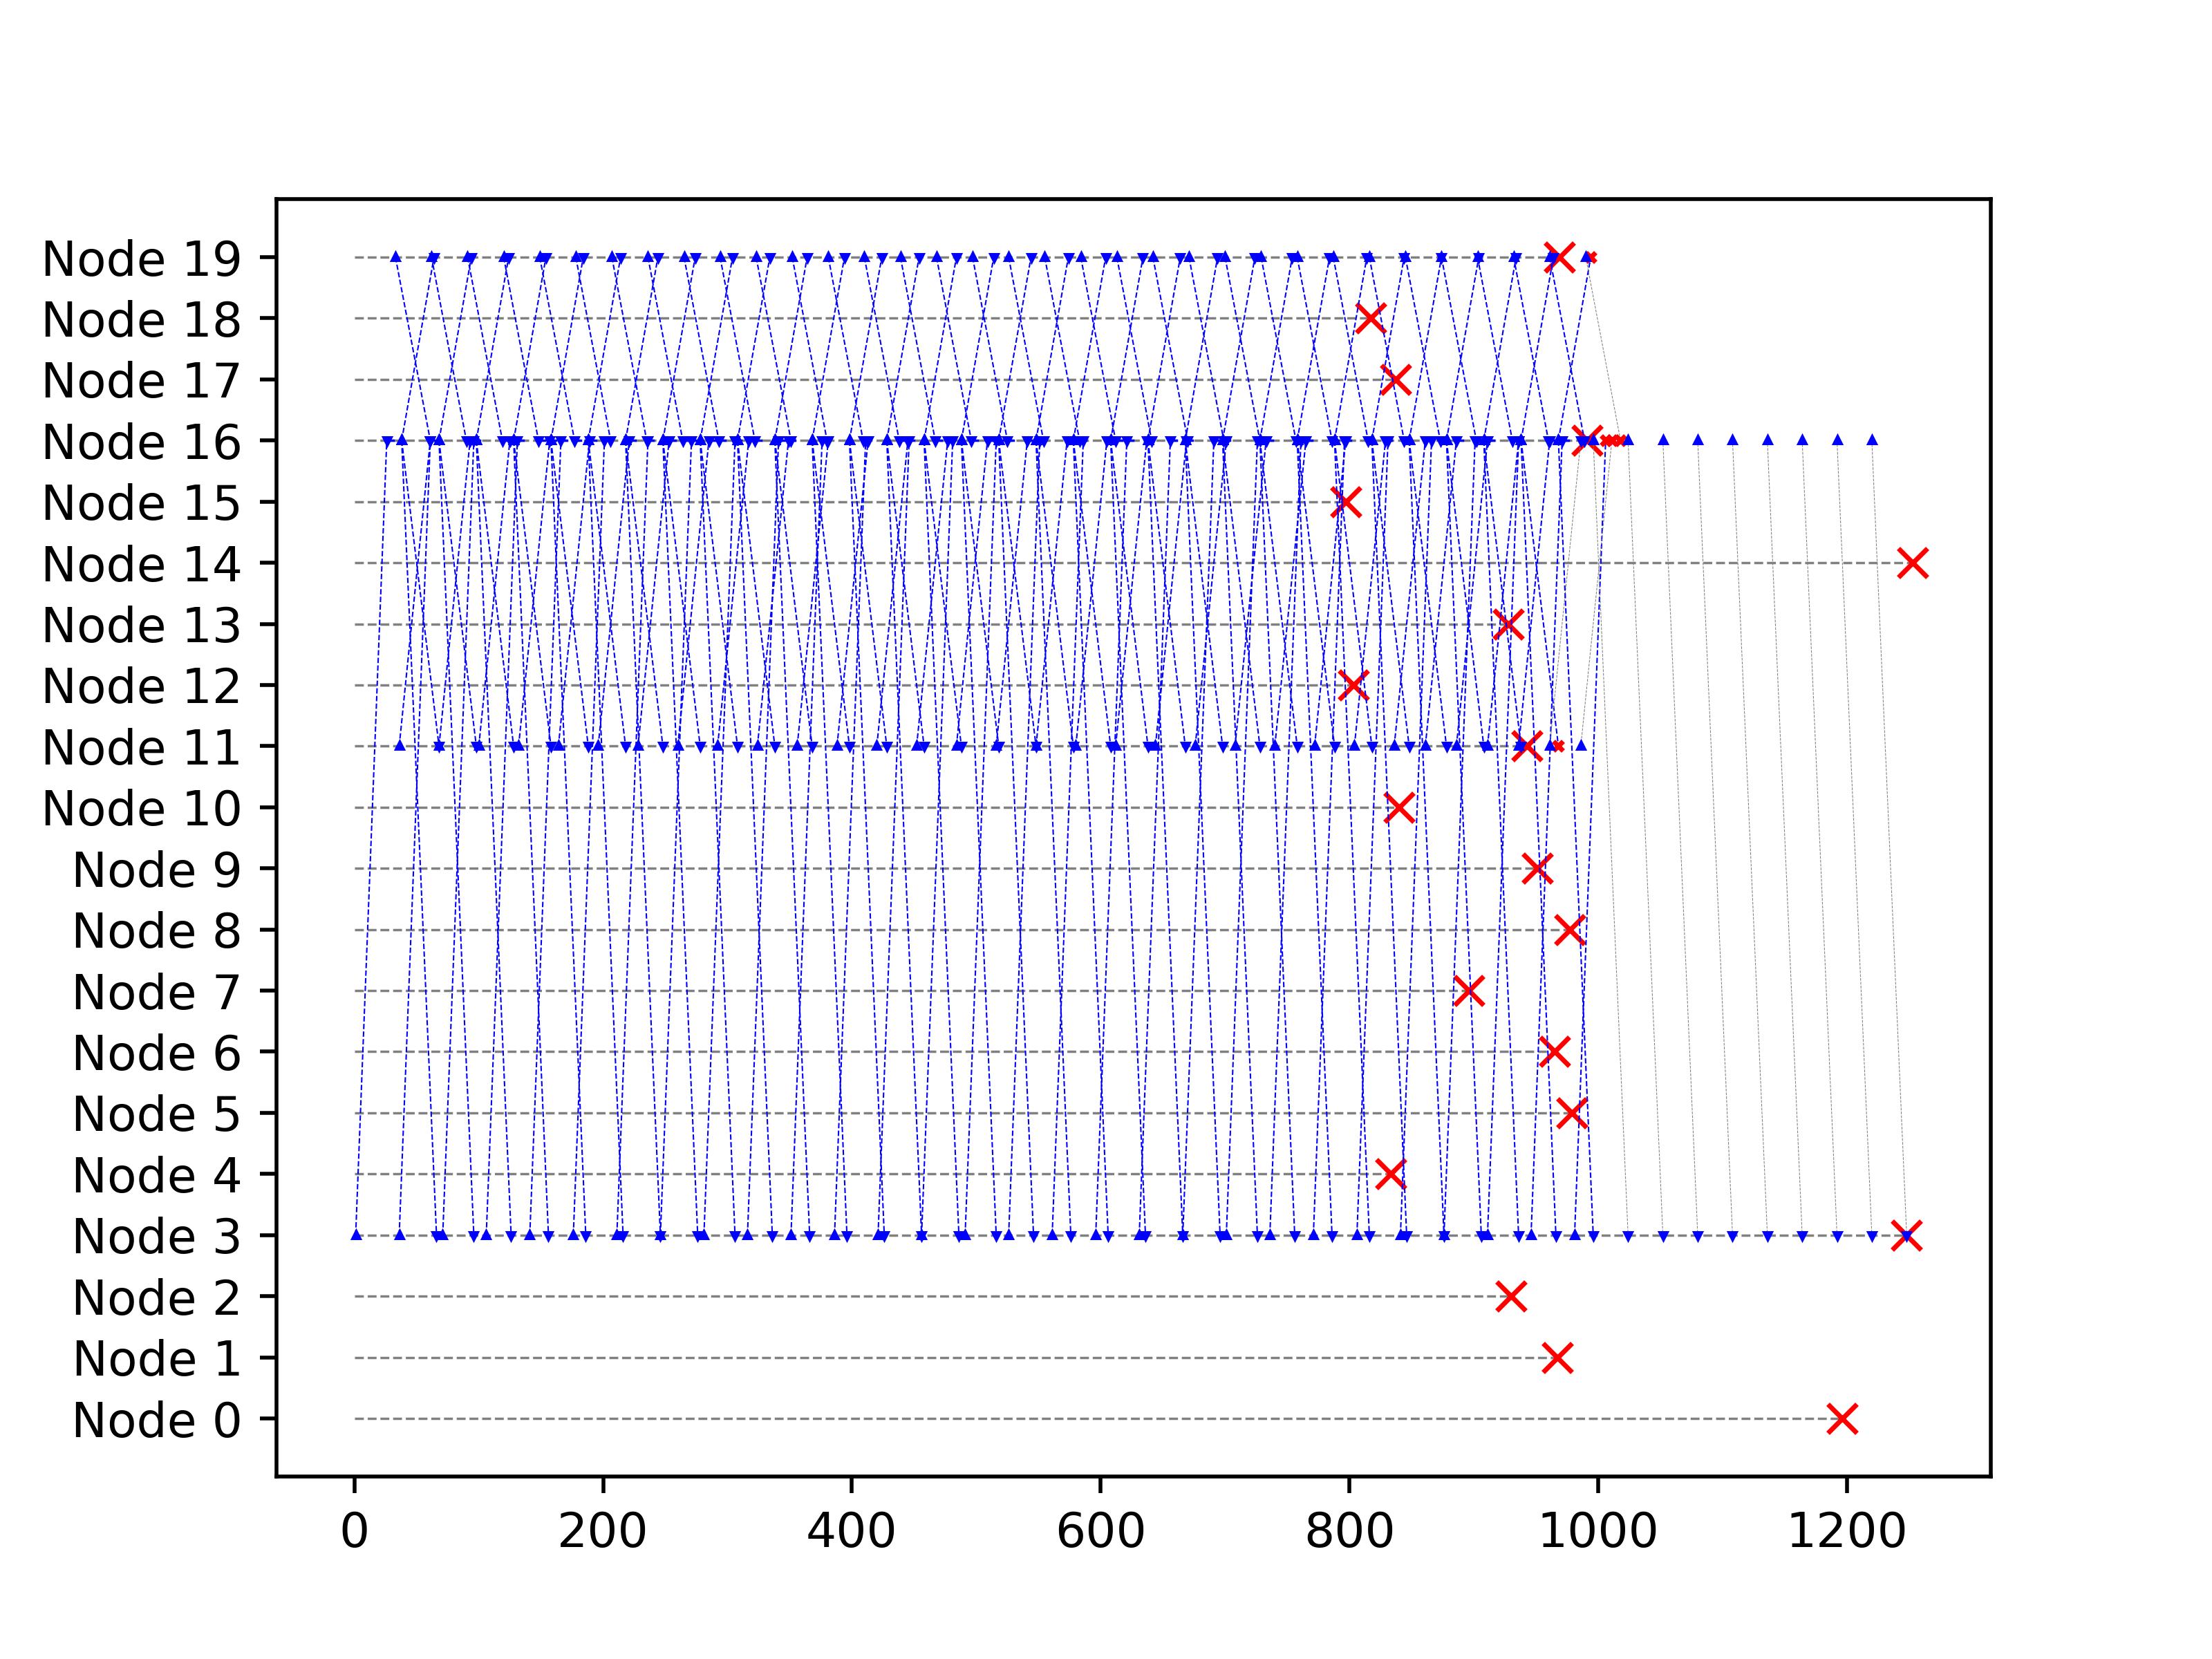 Node 19
Node 18
Node 17
Node 16
Node 15
Node 14
Node 13
Node 12
Node 11
Node 10
Node 9
Node 8
Node 7
Node 6
Node 5
Node 4
Node 3
Node 2
Node 1
Node 0
0 200 400 600 800 1000 1200